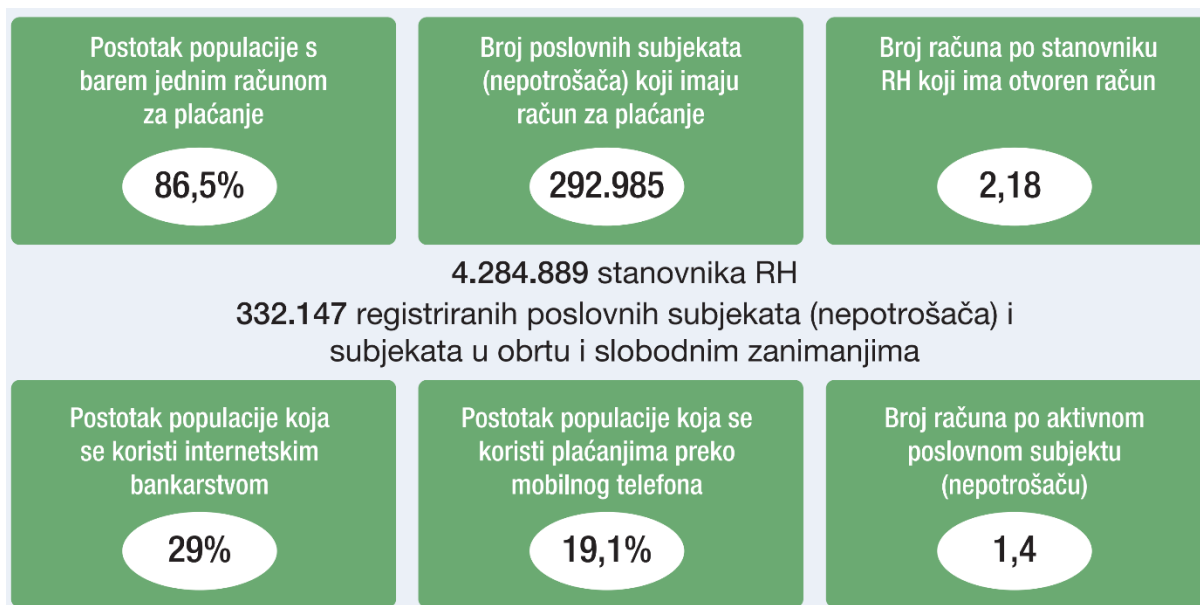 Postotak populacije s
barem jednim računom
za plaćanje
86,5%
Broj poslovnih subjekata
(nepotrošača) koji imaju
račun za plaćanje
292.985
Broj računa po stanovniku
RH koji ima otvoren račun
2,18
4.284.889 stanovnika RH
332.147 registriranih poslovnih subjekata (nepotrošača) i
subjekata u obrtu i slobodnim zanimanjima
Postotak populacije koja
se koristi internetskim
bankarstvom
29%
Postotak populacije koja se
koristi plaćanjima preko
mobilnog telefona
19,1%
Broj računa po aktivnom
poslovnom subjektu
(nepotrošaču)
1,4